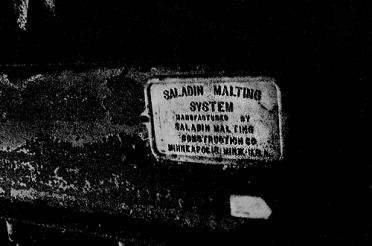 SALADIN MALTING
SYSTEM
MANUFACTURED BY
SALADIN MALTING
CONSTRUCTION CO.
MINNEAPOLIS, MINN.